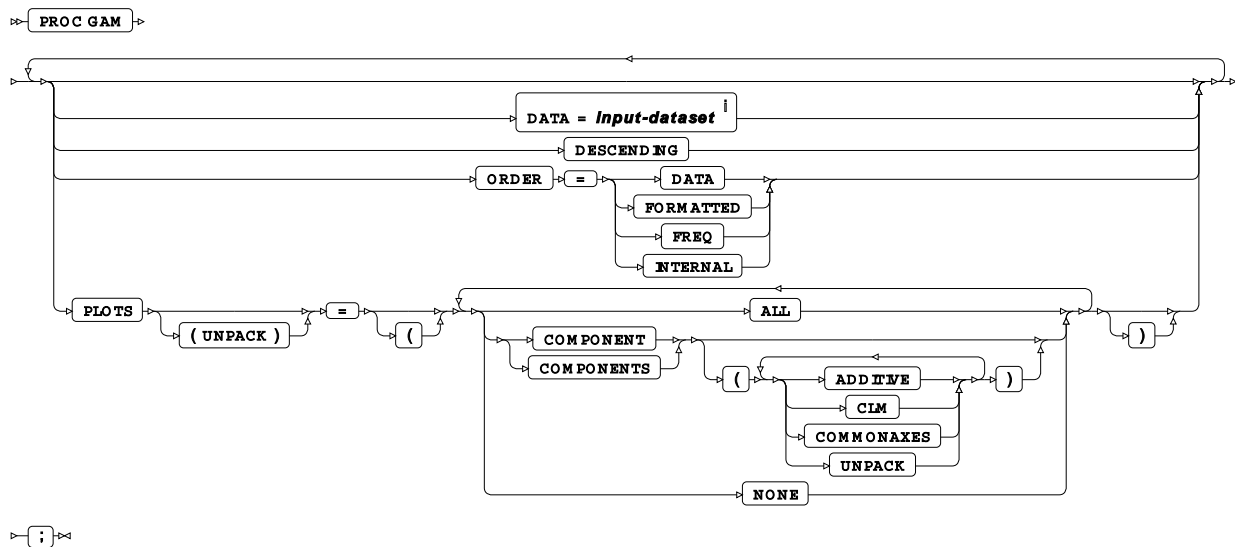 PROC GAM
DATA = input-dataset i
DESCENDING
ORDER = DATA
FORMATTED
FREQ
INTERNAL
PLOTS = ( ALL )
( UNPACK )
COMPONENT
COMPONENTS
( ADDITIVE )
CLM
COMMONAXES
UNPACK
NONE
;